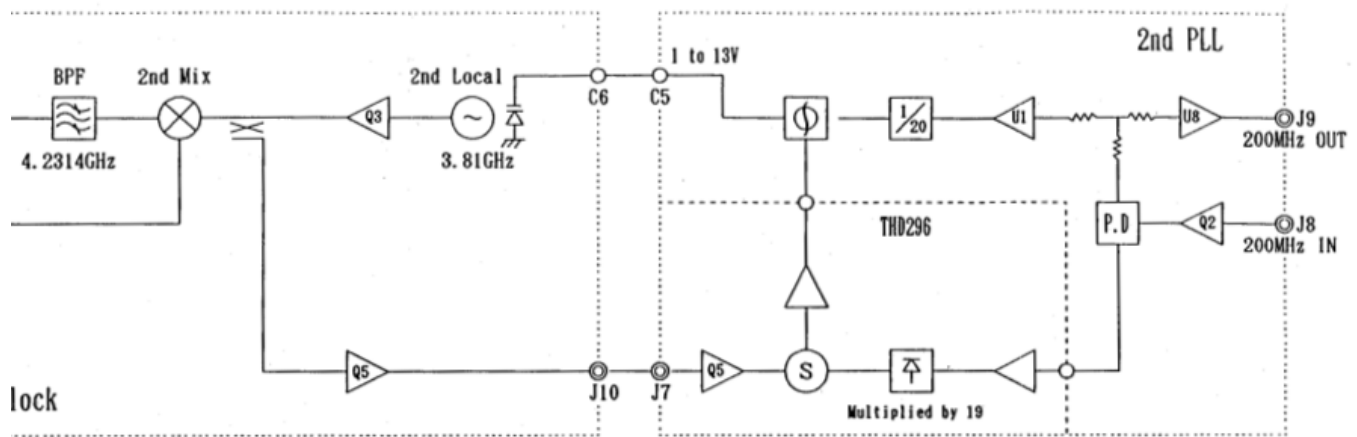 2nd PLL
1 to 13V
BPF
2nd Mix
2nd Local
C6
C5
Q3
1/20
U1
U8
J9
200MHz OUT
4.2314GHz
3.81GHz
THD296
P.D
Q2
J8
200MHz IN
Q5
J10
J7
Q5
S
lock
Multiplied by 19